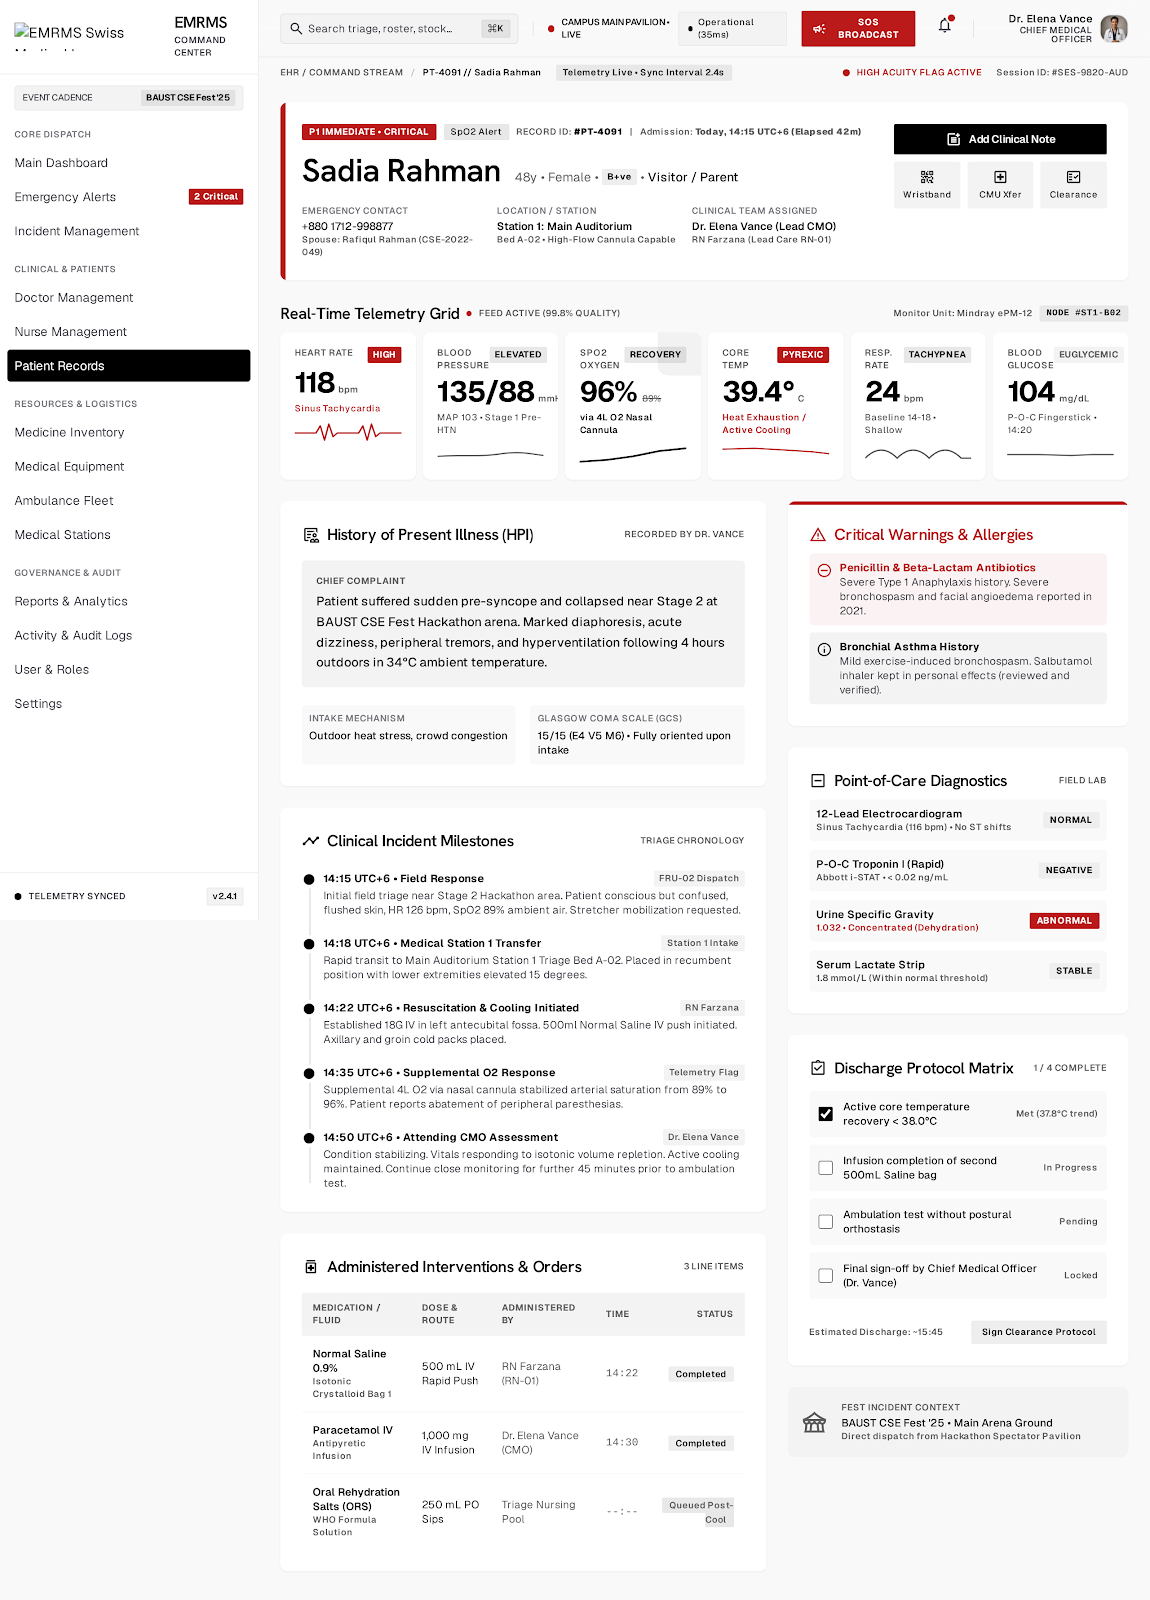 EMRMS Swiss
EMRMS
COMMAND
CENTER
EVENT CADENCE
BAUST CSE Fest '25
CORE DISPATCH
Main Dashboard
Emergency Alerts
2 Critical
Incident Management
CLINICAL & PATIENTS
Doctor Management
Nurse Management
Patient Records
RESOURCES & LOGISTICS
Medicine Inventory
Medical Equipment
Ambulance Fleet
Medical Stations
GOVERNANCE & AUDIT
Reports & Analytics
Activity & Audit Logs
User & Roles
Settings
TELEMETRY SYNCED
v2.4.1
Search triage, roster, stock...
⌘K
CAMPUS MAIN PAVILION •
LIVE
Operational
(35ms)
SOS
BROADCAST
Dr. Elena Vance
CHIEF MEDICAL
OFFICER
EHR / COMMAND STREAM / PT-4091 // Sadia Rahman
Telemetry Live • Sync Interval 2.4s
HIGH ACUITY FLAG ACTIVE
Session ID: #SES-9820-AUD
P1 IMMEDIATE • CRITICAL
SpO2 Alert
RECORD ID: #PT-4091 | Admission: Today, 14:15 UTC+6 (Elapsed 42m)
Sadia Rahman
48y • Female • B+ve • Visitor / Parent
EMERGENCY CONTACT
+880 1712-998877
Spouse: Rafiqul Rahman (CSE-2022-
049)
LOCATION / STATION
Station 1: Main Auditorium
Bed A-02 • High-Flow Cannula Capable
CLINICAL TEAM ASSIGNED
Dr. Elena Vance (Lead CMO)
RN Farzana (Lead Care RN-01)
Add Clinical Note
Wristband
CMU Xfer
Clearance
Real-Time Telemetry Grid
FEED ACTIVE (99.8% QUALITY)
Monitor Unit: Mindray ePM-12
NODE #ST1-B02
HEART RATE
HIGH
118 bpm
Sinus Tachycardia
BLOOD
PRESSURE
ELEVATED
135/88 mmH
MAP 103 • Stage 1 Pre-
HTN
SPO2
OXYGEN
RECOVERY
96% 89%
via 4L O2 Nasal
Cannula
CORE
TEMP
PYREXIC
39.4° C
Heat Exhaustion /
Active Cooling
RESP.
RATE
TACHYPNEA
24 bpm
Baseline 14-18 •
Shallow
BLOOD
GLUCOSE
EUGLYCEMIC
104 mg/dL
P-O-C Fingerstick •
14:20
History of Present Illness (HPI)
RECORDED BY DR. VANCE
CHIEF COMPLAINT
Patient suffered sudden pre-syncope and collapsed near Stage 2 at
BAUST CSE Fest Hackathon arena. Marked diaphoresis, acute
dizziness, peripheral tremors, and hyperventilation following 4 hours
outdoors in 34°C ambient temperature.
INTAKE MECHANISM
Outdoor heat stress, crowd congestion
GLASGOW COMA SCALE (GCS)
15/15 (E4 V5 M6) • Fully oriented upon
intake
Clinical Incident Milestones
TRIAGE CHRONOLOGY
14:15 UTC+6 • Field Response
FRU-02 Dispatch
Initial field triage near Stage 2 Hackathon area. Patient conscious but confused,
flushed skin, HR 126 bpm, SpO2 89% ambient air. Stretcher mobilization requested.
14:18 UTC+6 • Medical Station 1 Transfer
Station 1 Intake
Rapid transit to Main Auditorium Station 1 Triage Bed A-02. Placed in recumbent
position with lower extremities elevated 15 degrees.
14:22 UTC+6 • Resuscitation & Cooling Initiated
RN Farzana
Established 18G IV in left antecubital fossa. 500ml Normal Saline IV push initiated.
Axillary and groin cold packs placed.
14:35 UTC+6 • Supplemental O2 Response
Telemetry Flag
Supplemental 4L O2 via nasal cannula stabilized arterial saturation from 89% to
96%. Patient reports abatement of peripheral paresthesias.
14:50 UTC+6 • Attending CMO Assessment
Dr. Elena Vance
Condition stabilizing. Vitals responding to isotonic volume repletion. Active cooling
maintained. Continue close monitoring for further 45 minutes prior to ambulation
test.
Administered Interventions & Orders
3 LINE ITEMS
MEDICATION /
FLUID
DOSE &
ROUTE
ADMINISTERED
BY
TIME
STATUS
Normal Saline
0.9%
Isotonic
Crystalloid Bag 1
500 mL IV
Rapid Push
RN Farzana
(RN-01)
14:22
Completed
Paracetamol IV
Antipyretic
Infusion
1,000 mg
IV Infusion
Dr. Elena Vance
(CMO)
14:30
Completed
Oral Rehydration
Salts (ORS)
WHO Formula
Solution
250 mL PO
Sips
Triage Nursing
Pool
--:--
Queued Post-
Cool
Critical Warnings & Allergies
Penicillin & Beta-Lactam Antibiotics
Severe Type 1 Anaphylaxis history. Severe
bronchospasm and facial angioedema reported in
2021.
Bronchial Asthma History
Mild exercise-induced bronchospasm. Salbutamol
inhaler kept in personal effects (reviewed and
verified).
Point-of-Care Diagnostics
FIELD LAB
12-Lead Electrocardiogram
Sinus Tachycardia (116 bpm) • No ST shifts
NORMAL
P-O-C Troponin I (Rapid)
Abbott i-STAT • < 0.02 ng/mL
NEGATIVE
Urine Specific Gravity
1.032 • Concentrated (Dehydration)
ABNORMAL
Serum Lactate Strip
1.8 mmol/L (Within normal threshold)
STABLE
Discharge Protocol Matrix
1 / 4 COMPLETE
Active core temperature
recovery < 38.0°C
Met (37.8°C trend)
Infusion completion of second
500mL Saline bag
In Progress
Ambulation test without postural
orthostasis
Pending
Final sign-off by Chief Medical Officer
(Dr. Vance)
Locked
Estimated Discharge: ~15:45
Sign Clearance Protocol
FEST INCIDENT CONTEXT
BAUST CSE Fest '25 • Main Arena Ground
Direct dispatch from Hackathon Spectator Pavilion